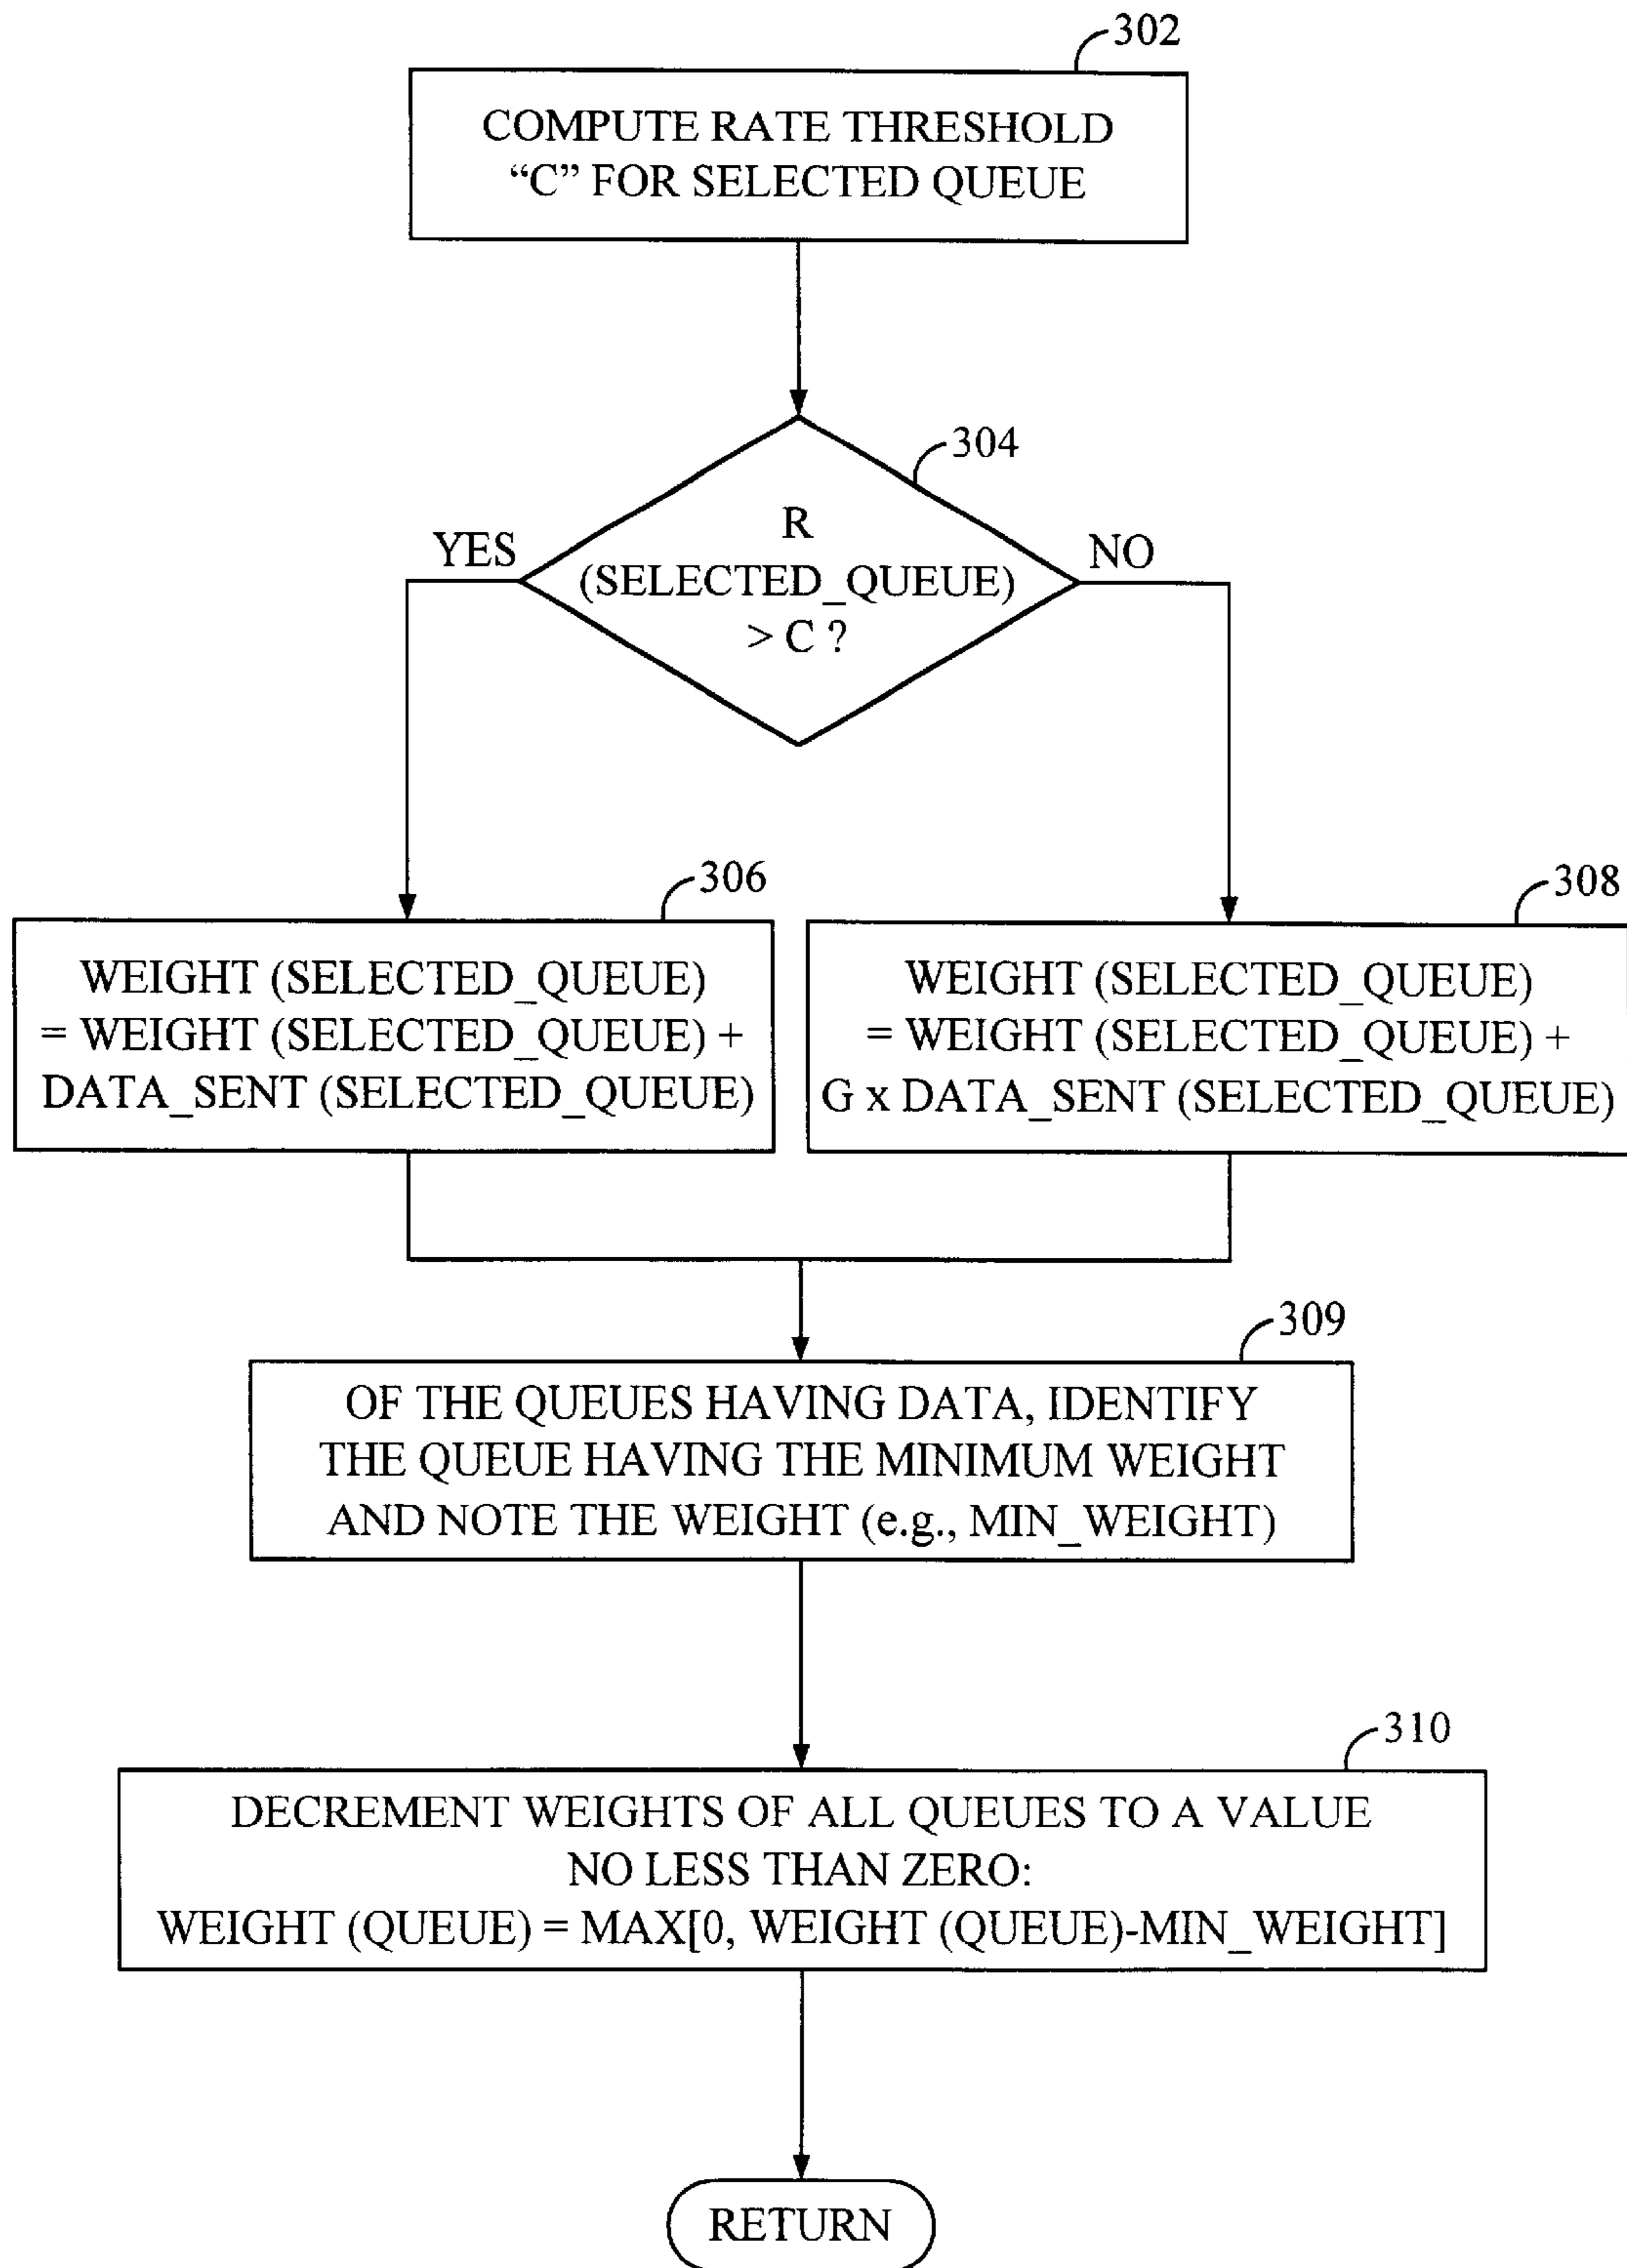 302
COMPUTE RATE THRESHOLD
“C” FOR SELECTED QUEUE
304
R
(SELECTED_QUEUE)
> C ?
YES
NO
306
WEIGHT (SELECTED_QUEUE)
= WEIGHT (SELECTED_QUEUE) +
DATA_SENT (SELECTED_QUEUE)
308
WEIGHT (SELECTED_QUEUE)
= WEIGHT (SELECTED_QUEUE) +
G x DATA_SENT (SELECTED_QUEUE)
309
OF THE QUEUES HAVING DATA, IDENTIFY
THE QUEUE HAVING THE MINIMUM WEIGHT
AND NOTE THE WEIGHT (e.g., MIN_WEIGHT)
310
DECREMENT WEIGHTS OF ALL QUEUES TO A VALUE
NO LESS THAN ZERO:
WEIGHT (QUEUE) = MAX[0, WEIGHT (QUEUE)-MIN_WEIGHT]
RETURN